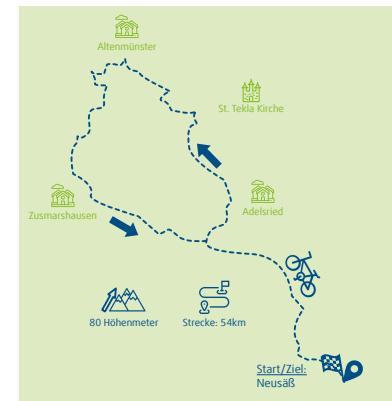 Altenmünster
St. Tekla Kirche
Zusmarshausen
Adelsried
80 Höhenmeter
Strecke: 54km
Start/Ziel:
Neusäß